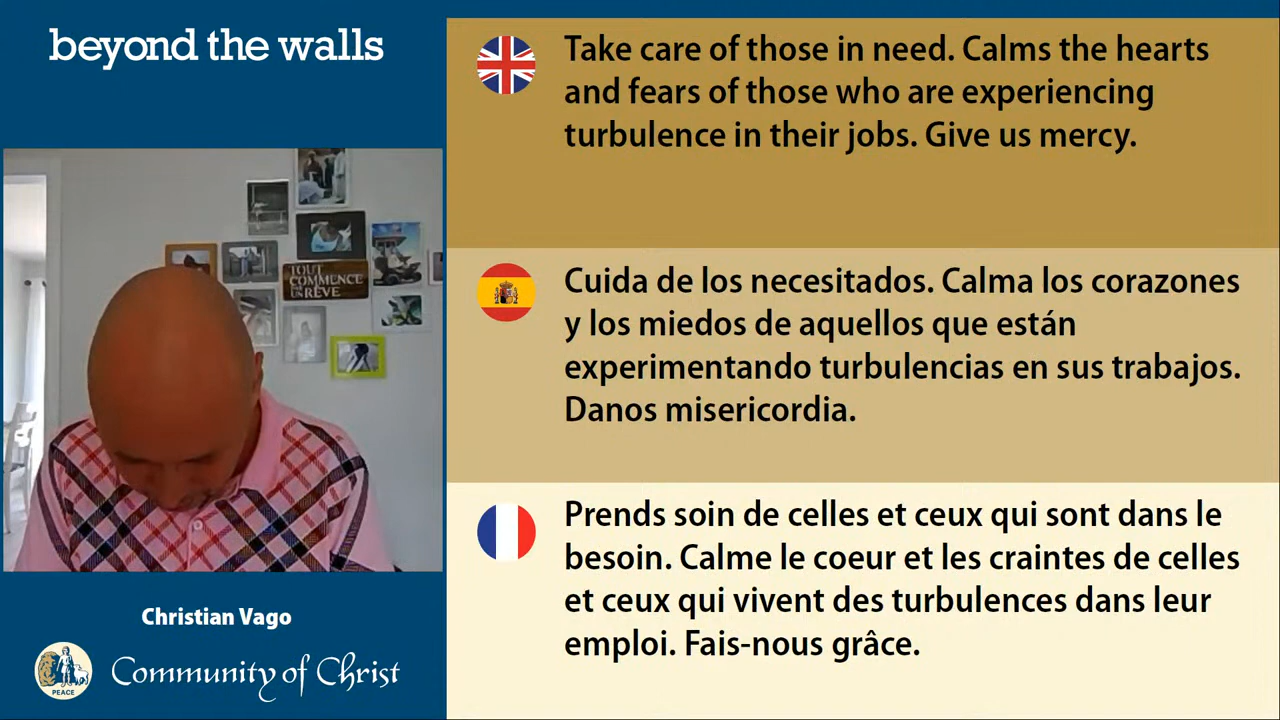 beyond the walls
TOUT
COMMENCE
PAR
UN RÊVE
Christian Vago
PEACE
Community of Christ
Take care of those in need. Calms the hearts
and fears of those who are experiencing
turbulence in their jobs. Give us mercy.
Cuida de los necesitados. Calma los corazones
y los miedos de aquellos que están
experimentando turbulencias en sus trabajos.
Danos misericordia.
Prends soin de celles et ceux qui sont dans le
besoin. Calme le coeur et les craintes de celles
et ceux qui vivent des turbulences dans leur
emploi. Fais-nous grâce.